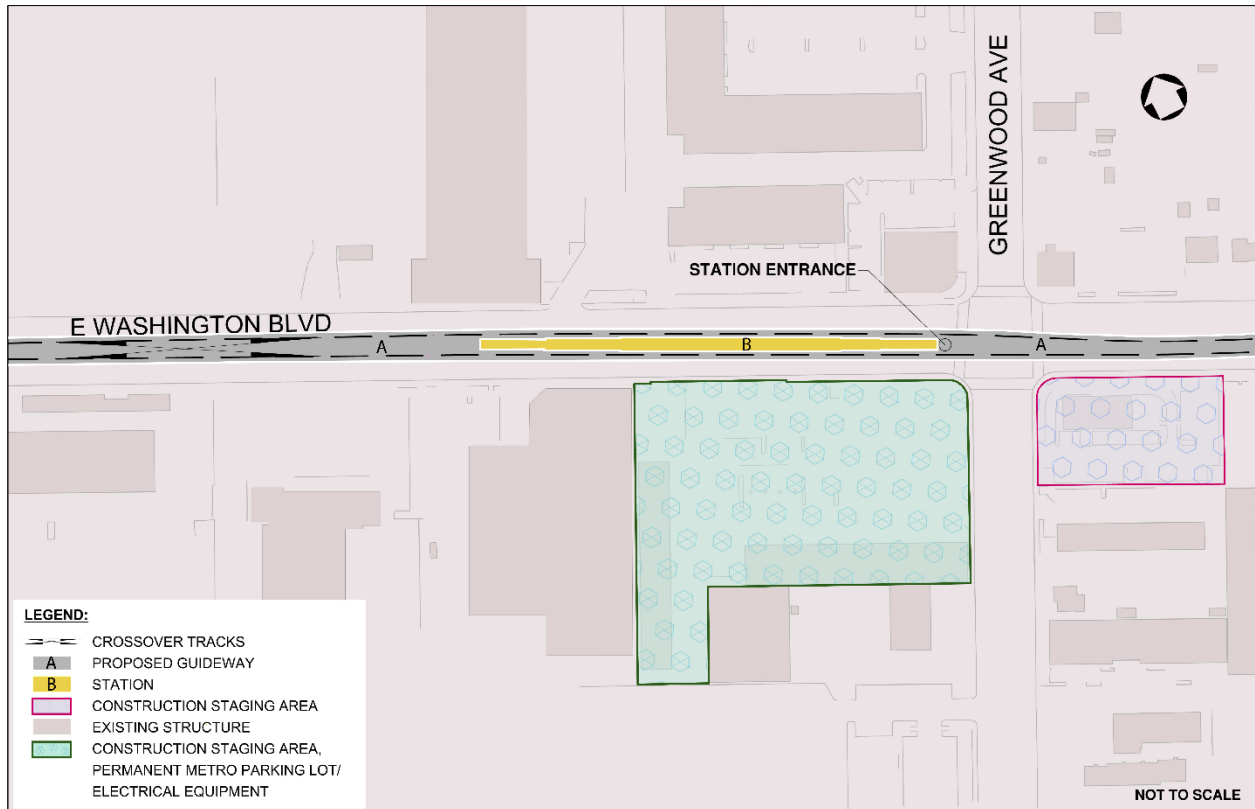 GREENWOOD AVE
STATION ENTRANCE
E WASHINGTON BLVD
A
B
A
LEGEND:
CROSSOVER TRACKS
A PROPOSED GUIDEWAY
B STATION
CONSTRUCTION STAGING AREA
EXISTING STRUCTURE
CONSTRUCTION STAGING AREA,
PERMANENT METRO PARKING LOT/
ELECTRICAL EQUIPMENT
NOT TO SCALE